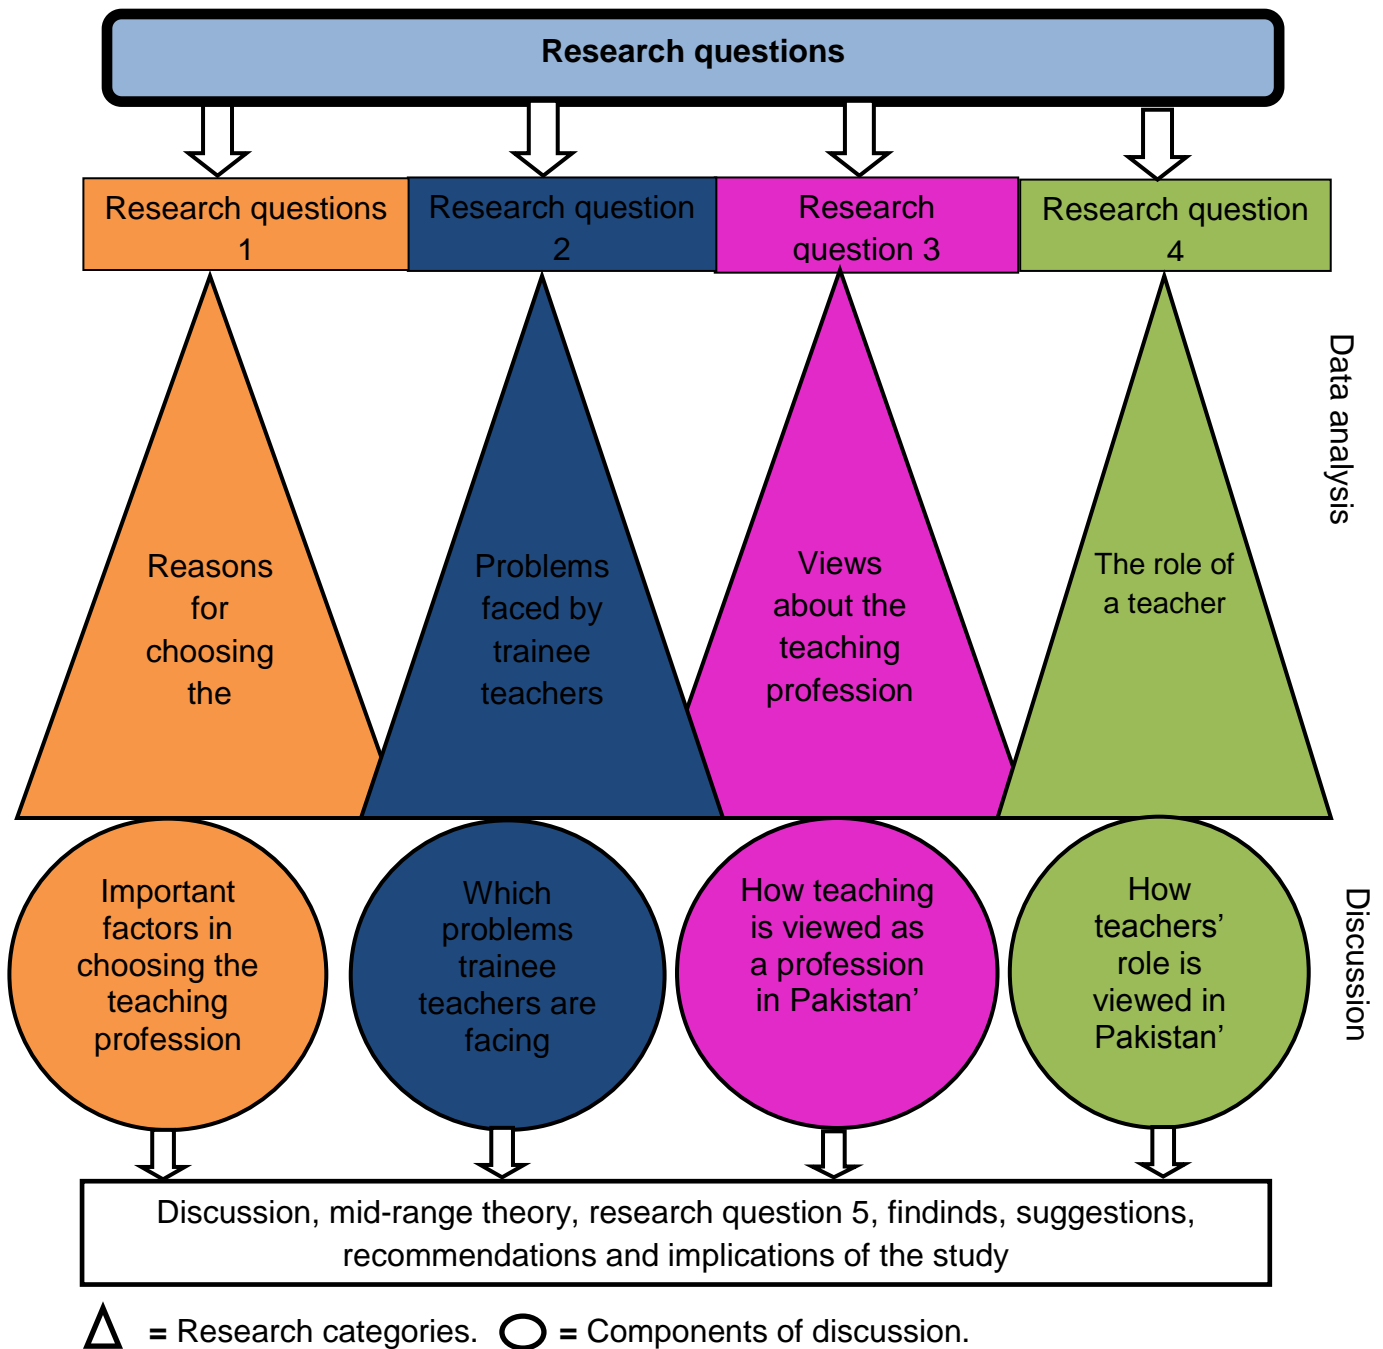 Research questions
Research questions
1
Research question
2
Research
question 3
Research question
4
Data analysis
Reasons
for
choosing
the
Problems
faced by
trainee
teachers
Views
about the
teaching
profession
The role of
a teacher
Discussion
Important
factors in
choosing the
teaching
profession
Which
problems
trainee
teachers are
facing
How teaching
is viewed as
a profession
in Pakistan’
How
teachers’
role is
viewed in
Pakistan’
Discussion, mid-range theory, research question 5, findinds, suggestions,
recommendations and implications of the study
= Research categories. = Components of discussion.